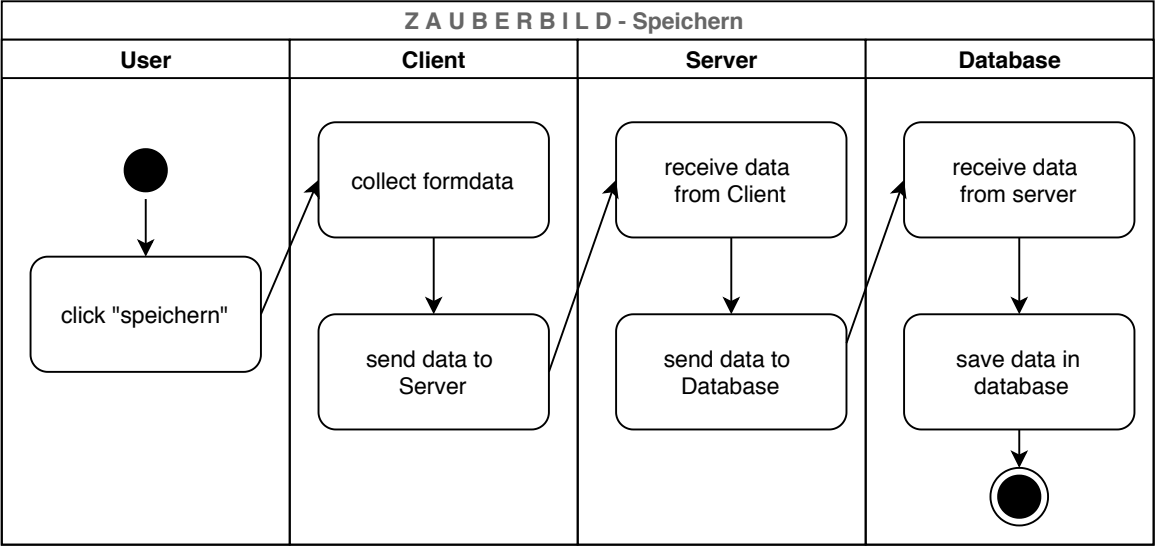 Z A U B E R B I L D - Speichern
User
Client
Server
Database
click "speichern"
collect formdata
send data to
Server
receive data
from Client
send data to
Database
receive data
from server
save data in
database